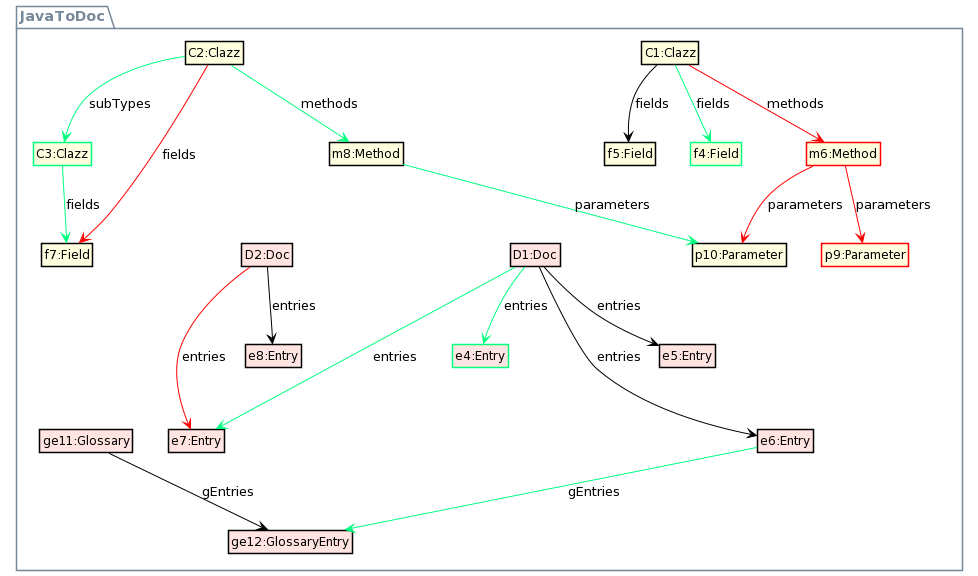 JavaToDoc
C2:Clazz
C1:Clazz
subTypes
methods
fields
fields
methods
fields
C3:Clazz
m8:Method
f5:Field
f4:Field
m6:Method
fields
parameters
parameters
parameters
f7:Field
D2:Doc
D1:Doc
p10:Parameter
p9:Parameter
entries
entries
entries
entries
entries
entries
e8:Entry
e4:Entry
e5:Entry
ge11:Glossary
e7:Entry
e6:Entry
gEntries
gEntries
ge12:GlossaryEntry